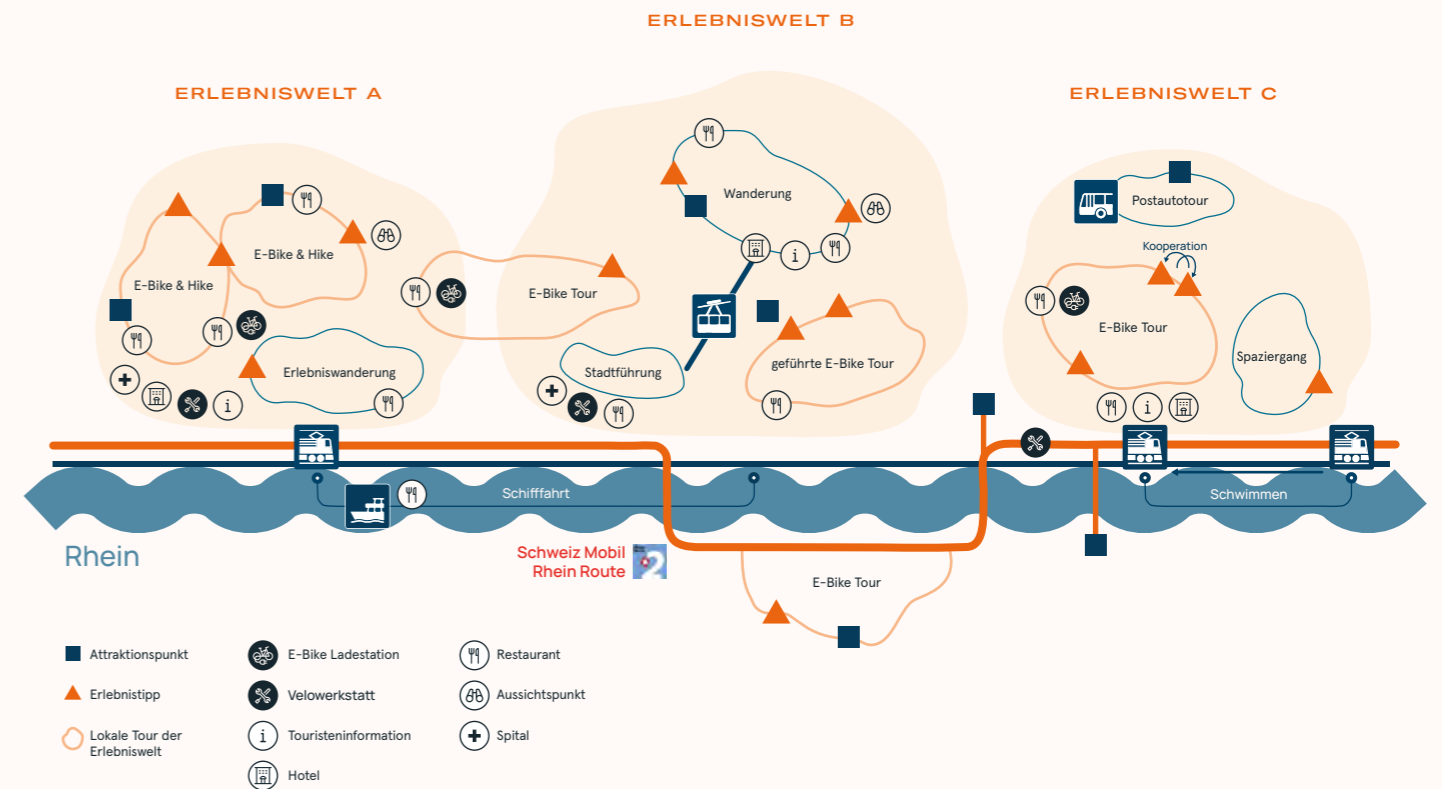 ERLEBNISWELT B
ERLEBNISWELT A
ERLEBNISWELT C
Wanderung
Postautotour
Kooperation
E-Bike & Hike
E-Bike & Hike
E-Bike Tour
E-Bike Tour
Spaziergang
geführte E-Bike Tour
Erlebniswanderung
Stadtführung
i
i
i
Schifffahrt
Schwimmen
Rhein
Schweiz Mobil
Rhein Route
2
E-Bike Tour
Attraktionspunkt
Erlebnistipp
Lokale Tour der
Erlebniswelt
E-Bike Ladestation
Velowerkstatt
i
Touristeninformation
Hotel
Restaurant
Aussichtspunkt
Spital